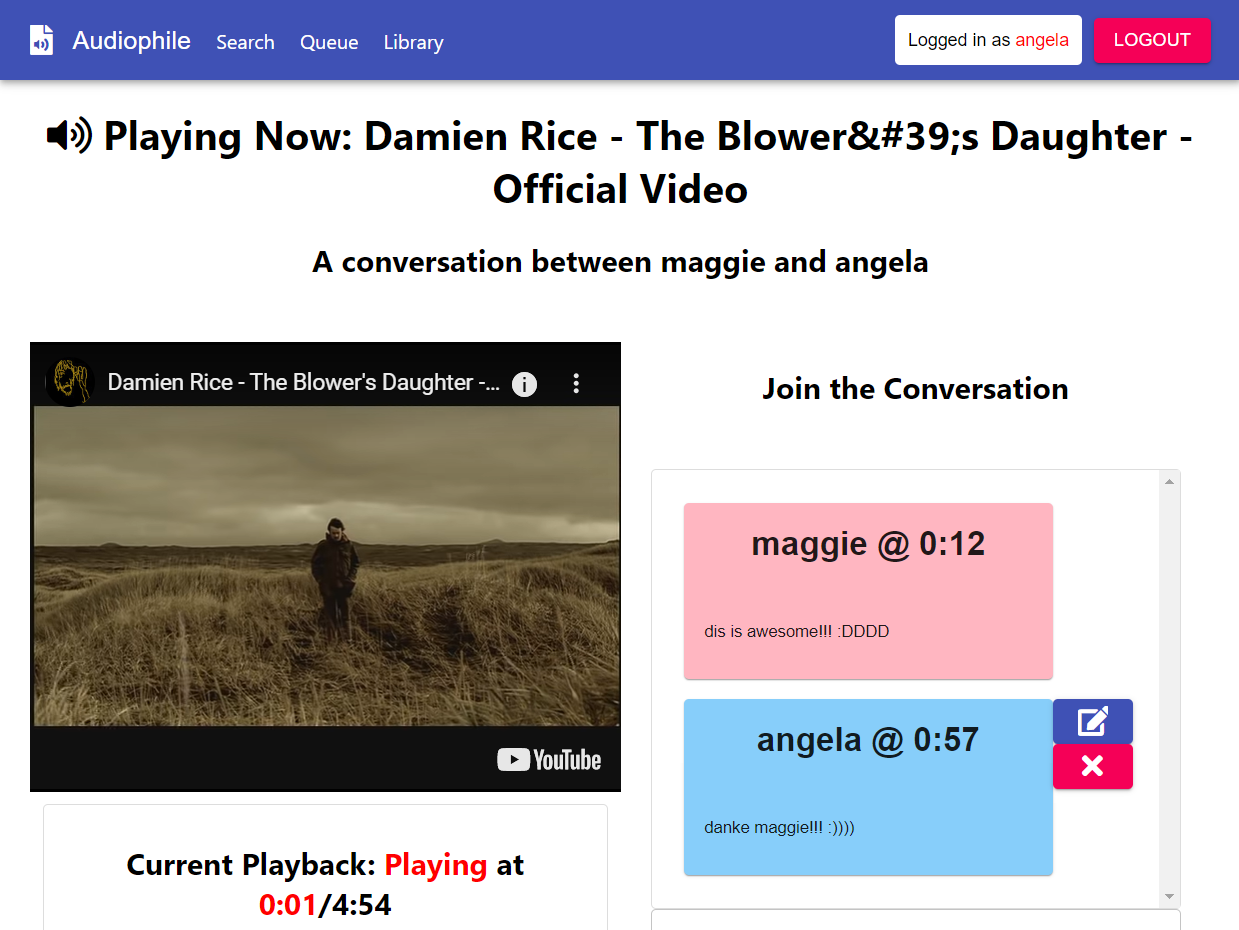 Audiophile Search Queue Library Logged in as angela LOGOUT
Playing Now: Damien Rice - The Blower&#39;s Daughter -
Official Video
A conversation between maggie and angela
Damien Rice - The Blower's Daughter -...
YouTube
Current Playback: Playing at
0:01/4:54
Join the Conversation
maggie @ 0:12
dis is awesome!!! :DDDD
angela @ 0:57
danke maggie!!! :))))